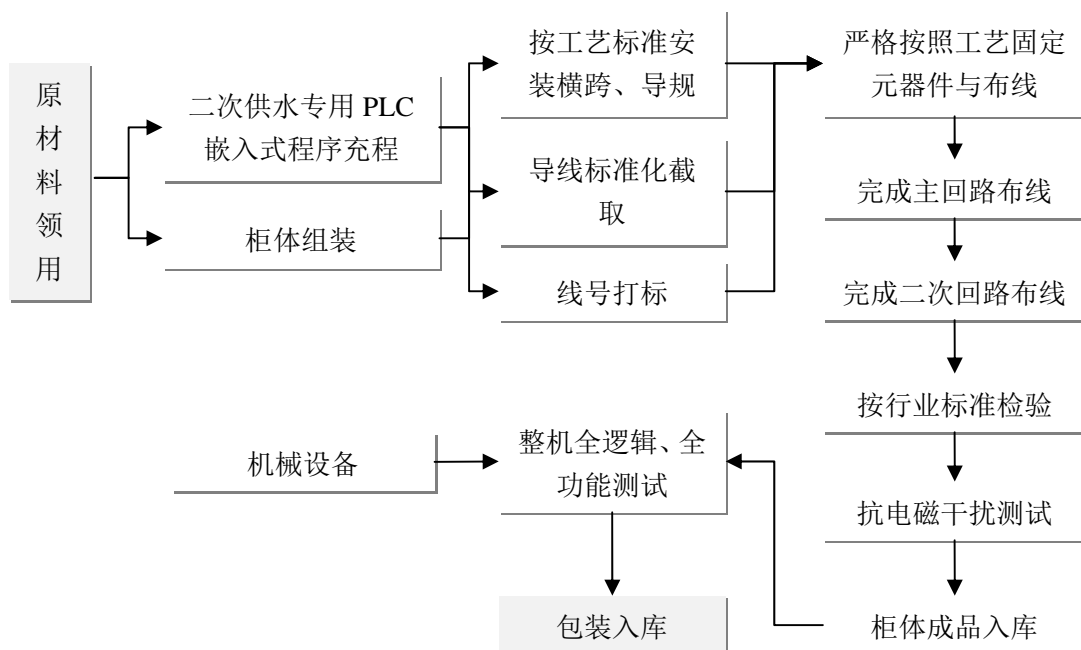 原
材
料
领
用
二次供水专用 PLC
嵌入式程序充程
柜体组装
按工艺标准安
装横跨、导规
导线标准化截
取
线号打标
严格按照工艺固定
元器件与布线
完成主回路布线
完成二次回路布线
按行业标准检验
抗电磁干扰测试
柜体成品入库
机械设备
整机全逻辑、全
功能测试
包装入库